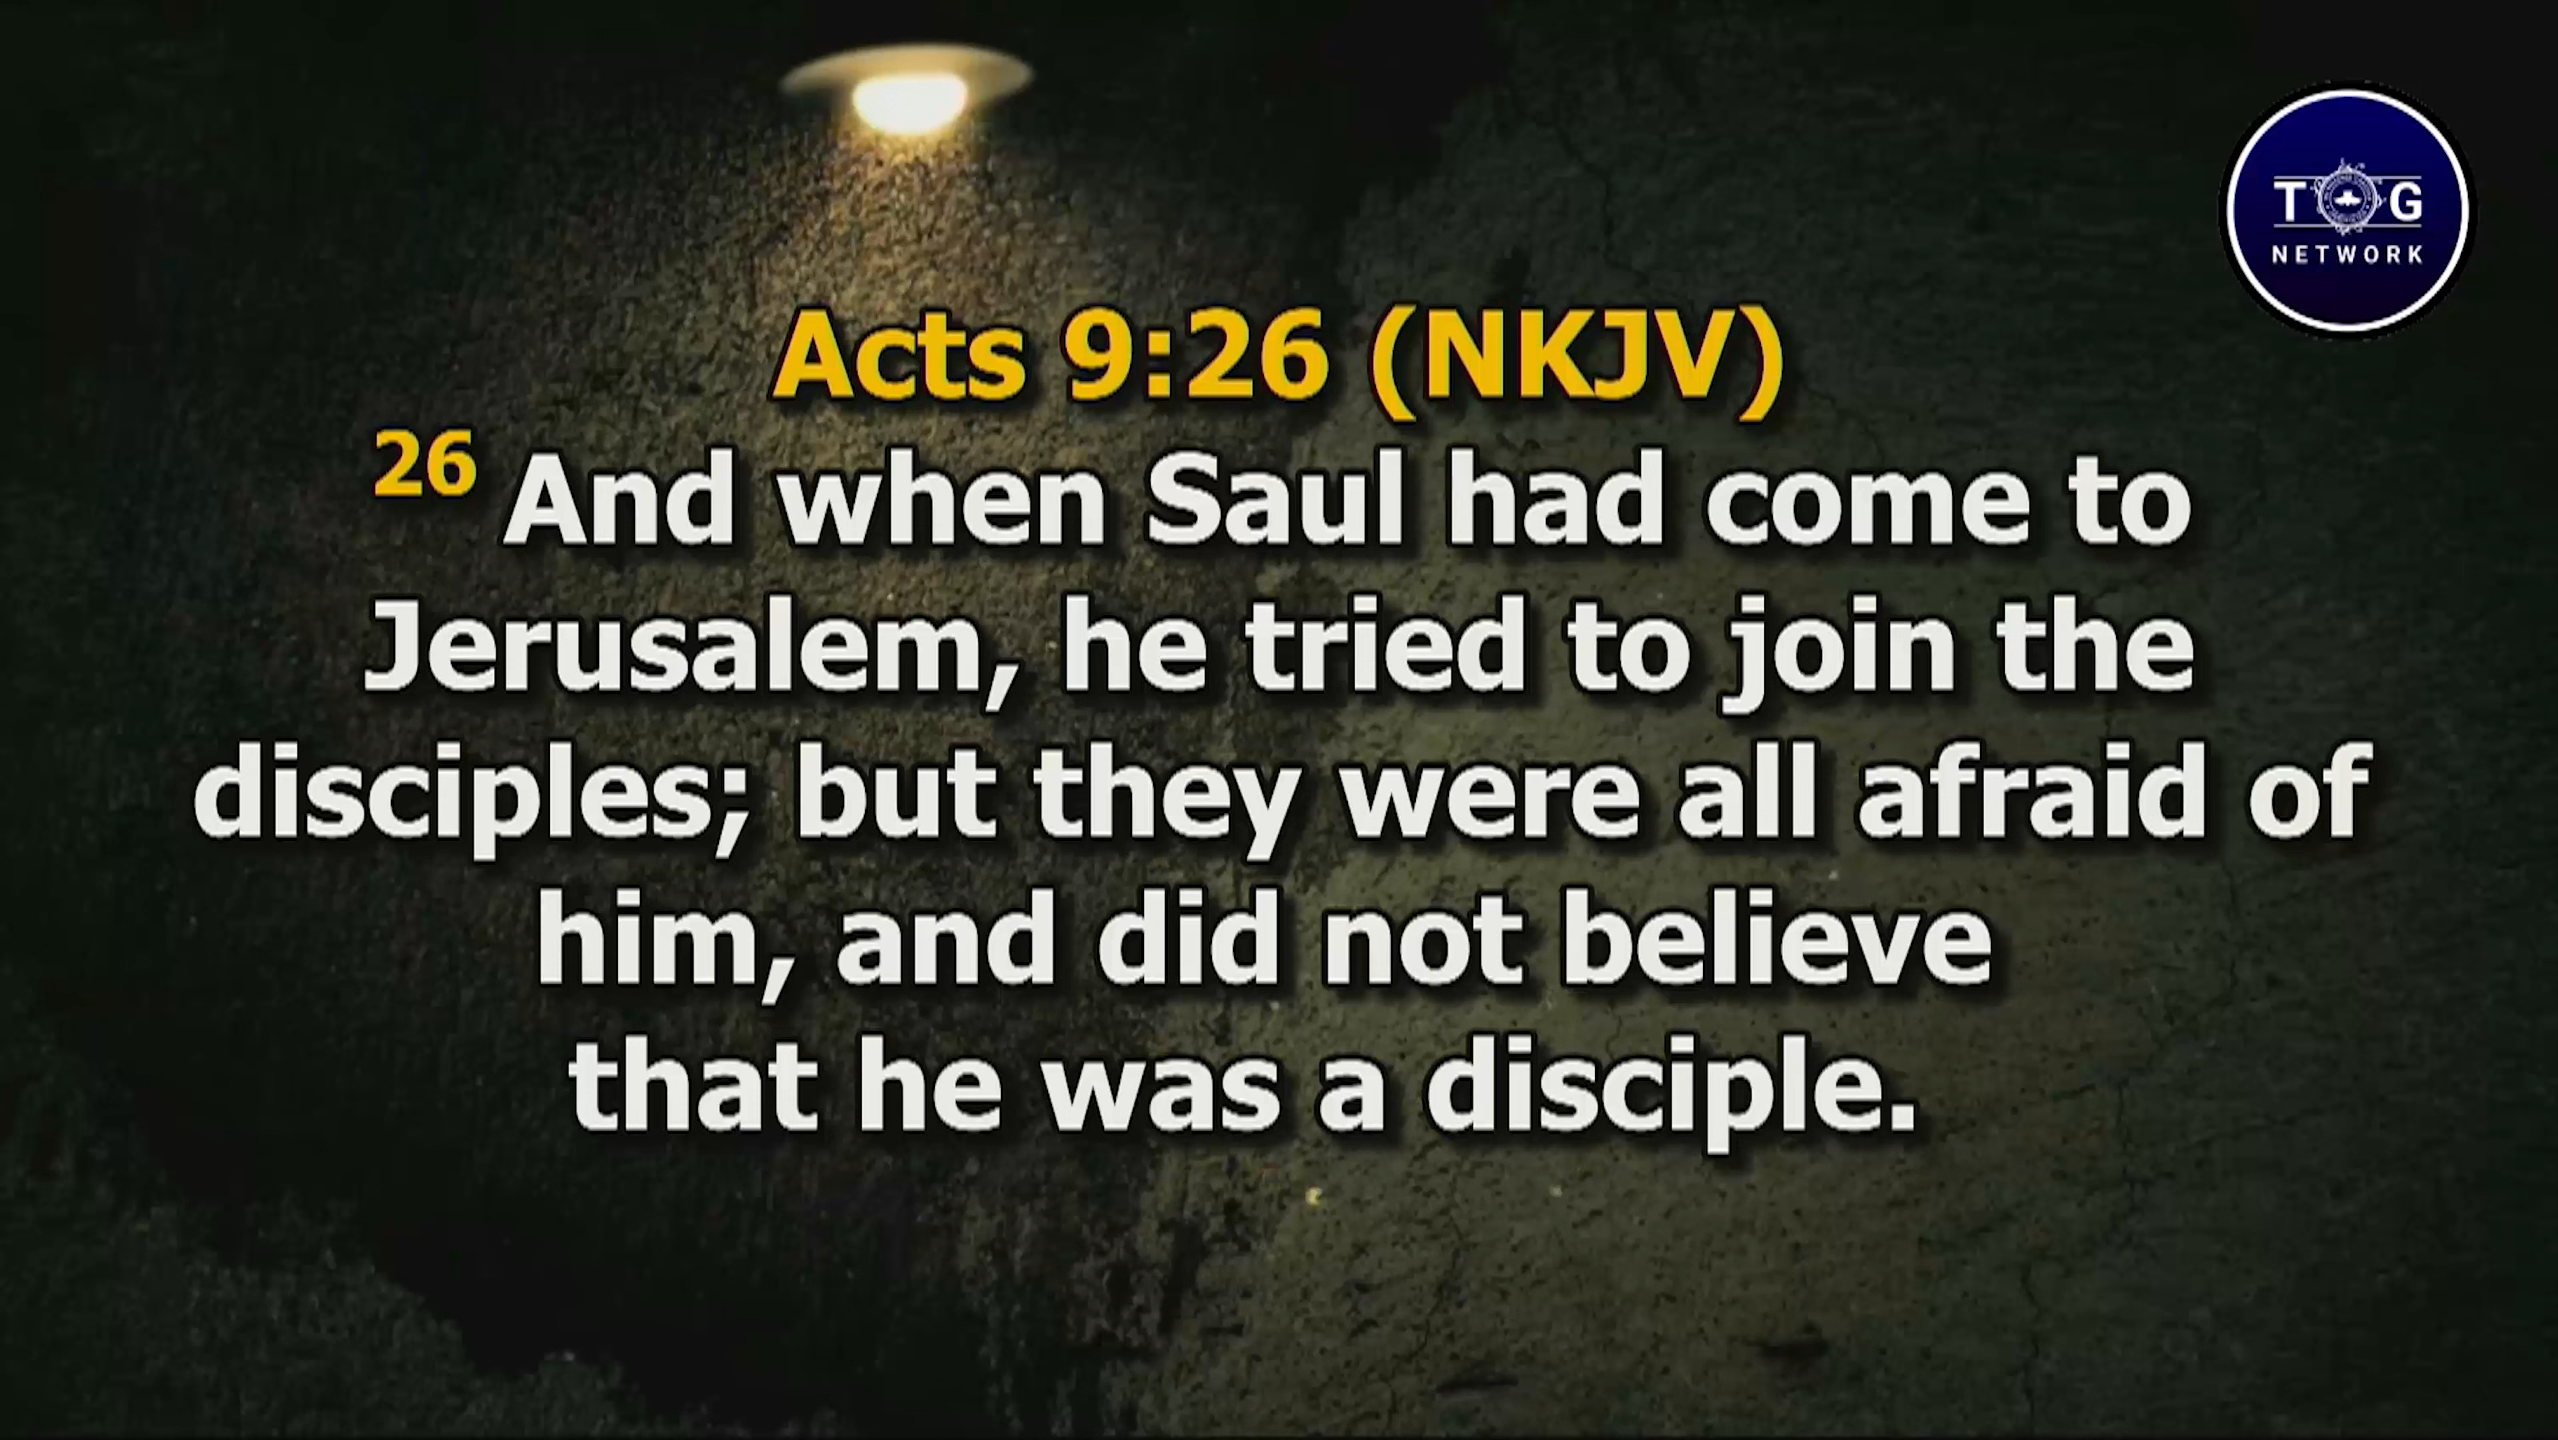 T G
NETWORK
Acts 9:26 (NKJV)
26 And when Saul had come to
Jerusalem, he tried to join the
disciples; but they were all afraid of
him, and did not believe
that he was a disciple.